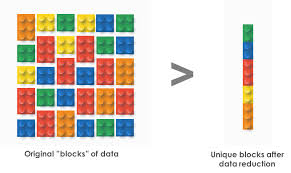 >
Original "blocks" of data
Unique blocks after
data reduction